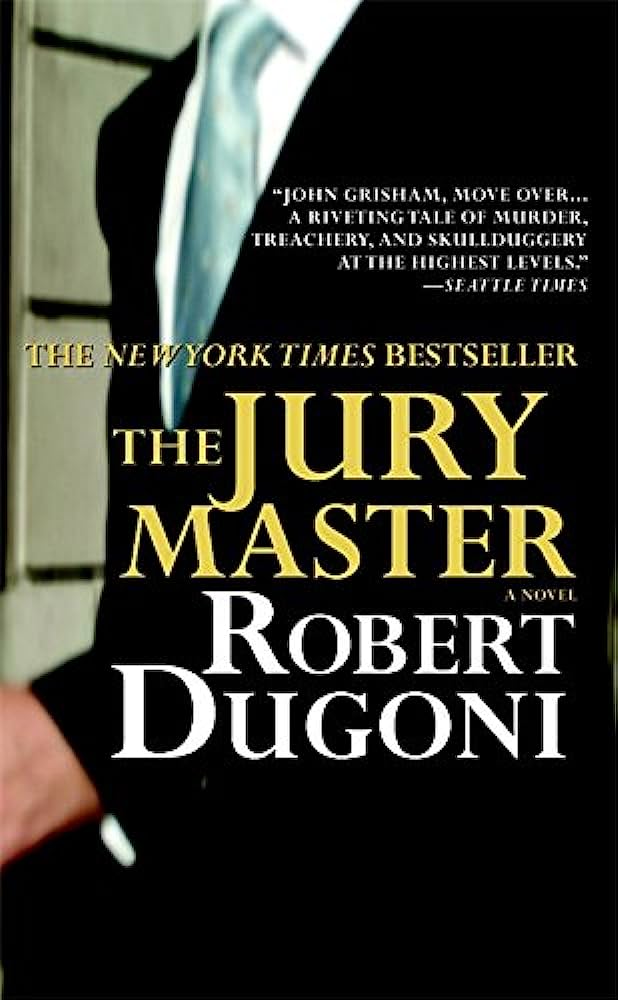 “JOHN GRISHAM, MOVE OVER...
A RIVETING TALE OF MURDER,
TREACHERY, AND SKULLDUGGERY
AT THE HIGHEST LEVELS.”
—SEATTLE TIMES
THE NEW YORK TIMES BESTSELLER
THE JURY
MASTER
A NOVEL
ROBERT
DUGONI